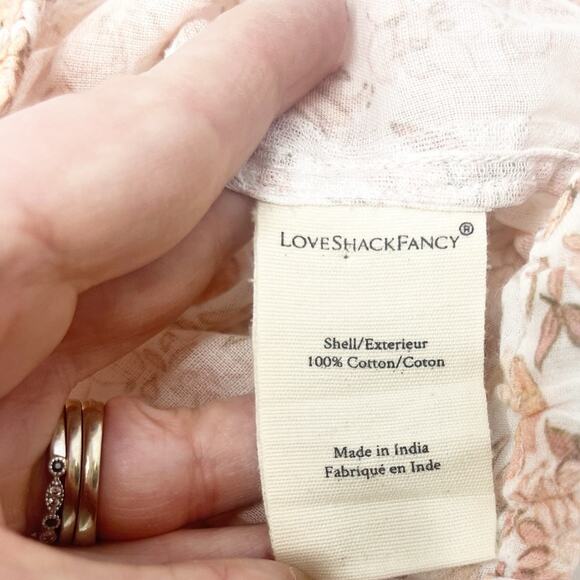 LOVESHACKFANCY®
Shell/Exterieur
100% Cotton/Coton
Made in India
Fabriqué en Inde